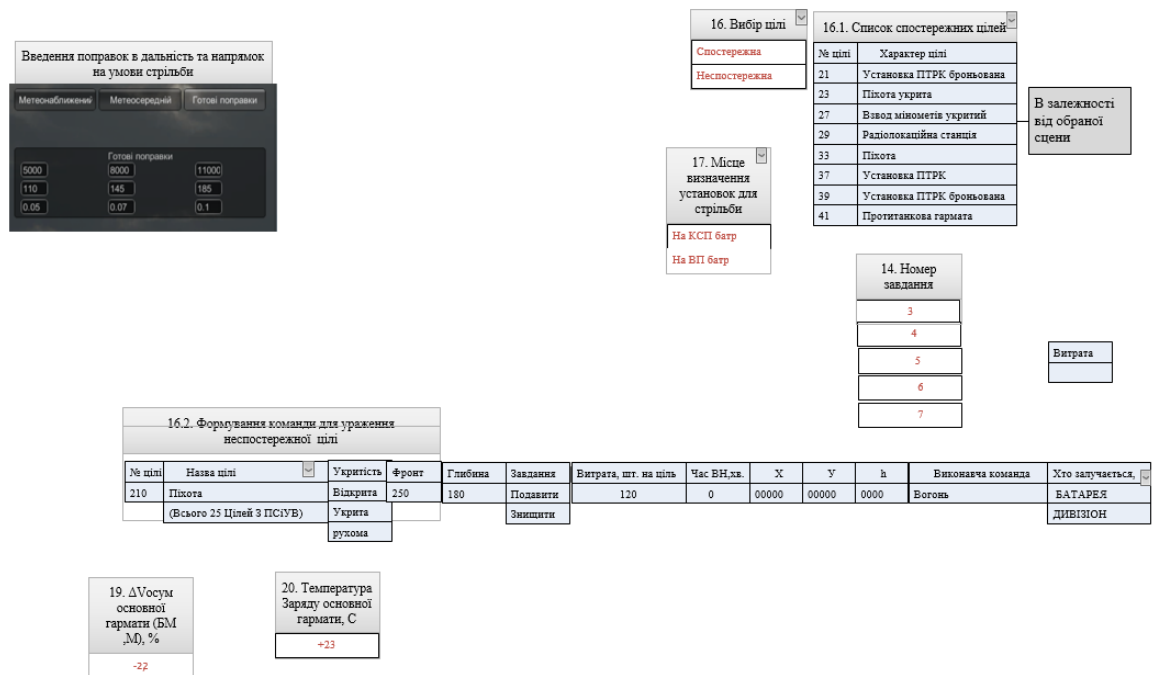 16. Вибір цілі
Спостережна
Неспостережна
16.1. Список спостережних цілей
№ цілі Характер цілі
21 Установка ПТРК броньована
23 Піхота укрита
27 Взвод мінометів укритий
29 Радіолокаційна станція
33 Піхота
37 Установка ПТРК
39 Установка ПТРК броньована
41 Протитанкова гармата
В залежності
від обраної
сцени
Введення поправок в дальність та напрямок
на умови стрільби
Метеонаближений Метеосередній Готові поправки
Готові поправки
5000 8000 11000
110 145 185
0.05 0.07 0.1
17. Місце
визначення
установок для
стрільби
На КСП батр
На ВП батр
14. Номер
завдання
3
4
5
6
7
Витрата
16.2. Формування команди для ураження
неспостережної цілі
№ цілі Назва цілі Укритість Фронт Глибина Завдання Витрата, шт. на ціль Час ВН,хв. X У h Виконавча команда Хто залучається,
210 Піхота Відкрита 250 180 Подавити 120 0 00000 00000 0000 Вогонь БАТАРЕЯ
(Всього 25 Цілей З ПСіУВ) Укрита Знищити ДИВІЗІОН
рухома
19. ΔVосум
основної
гармати (БМ
,М), %
-2,2
20. Температура
Заряду основної
гармати, С
+23